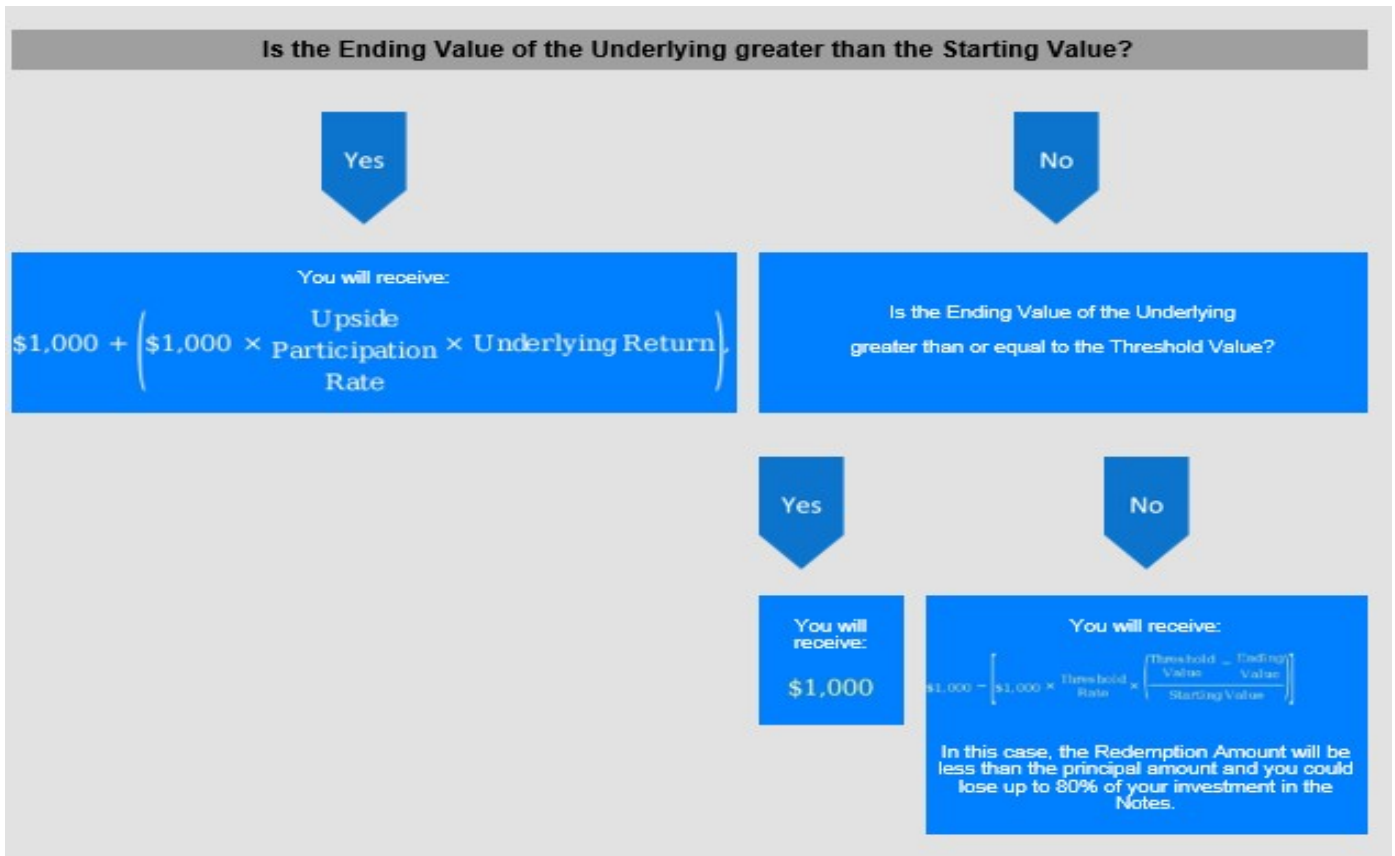 Is the Ending Value of the Underlying greater than the Starting Value?
Yes
No
You will receive:
$1,000 + ($1,000 × Upside Participation Rate × Underlying Return),
Is the Ending Value of the Underlying
greater than or equal to the Threshold Value?
Yes
No
You will
receive:
$1,000
You will receive:
$1,000 − [$1,000 × Threshold Rate × (Threshold Value − Ending Value / Starting Value)]
In this case, the Redemption Amount will be
less than the principal amount and you could
lose up to 80% of your investment in the
Notes.